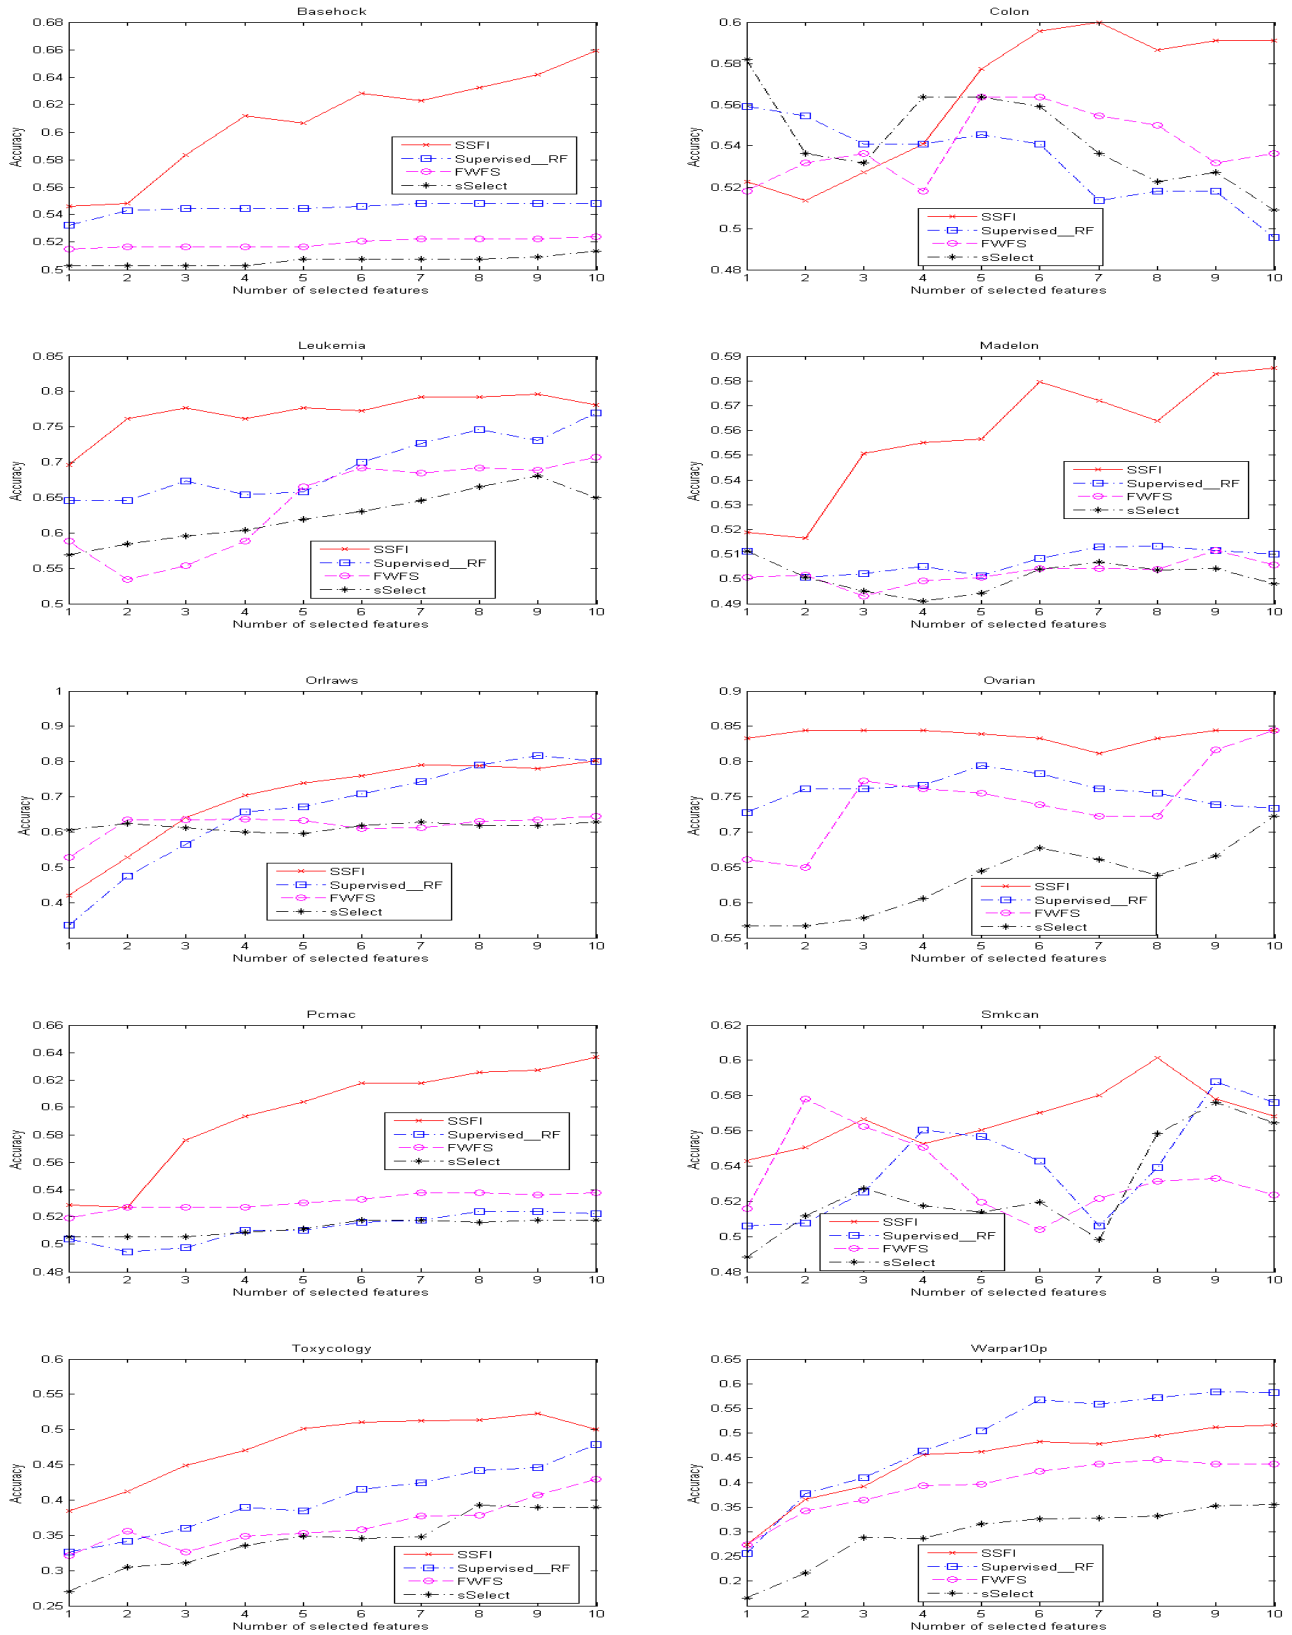 Basehock
0.68
0.66
0.64
0.62
0.6
0.58
0.56
0.54
0.52
0.5
Accuracy
SSFI
Supervised__RF
FWFS
sSelect
1 2 3 4 5 6 7 8 9 10
Number of selected features
Colon
0.6
0.58
0.56
0.54
0.52
0.5
0.48
Accuracy
SSFI
Supervised__RF
FWFS
sSelect
1 2 3 4 5 6 7 8 9 10
Number of selected features
Leukemia
0.85
0.8
0.75
0.7
0.65
0.6
0.55
0.5
Accuracy
SSFI
Supervised__RF
FWFS
sSelect
1 2 3 4 5 6 7 8 9 10
Number of selected features
Madelon
0.59
0.58
0.57
0.56
0.55
0.54
0.53
0.52
0.51
0.5
0.49
Accuracy
SSFI
Supervised__RF
FWFS
sSelect
1 2 3 4 5 6 7 8 9 10
Number of selected features
Orlraws
1
0.9
0.8
0.7
0.6
0.5
0.4
Accuracy
SSFI
Supervised__RF
FWFS
sSelect
1 2 3 4 5 6 7 8 9 10
Number of selected features
Ovarian
0.9
0.85
0.8
0.75
0.7
0.65
0.6
0.55
Accuracy
SSFI
Supervised__RF
FWFS
sSelect
1 2 3 4 5 6 7 8 9 10
Number of selected features
Pcmac
0.66
0.64
0.62
0.6
0.58
0.56
0.54
0.52
0.5
0.48
Accuracy
SSFI
Supervised__RF
FWFS
sSelect
1 2 3 4 5 6 7 8 9 10
Number of selected features
Smkcan
0.62
0.6
0.58
0.56
0.54
0.52
0.5
0.48
Accuracy
SSFI
Supervised__RF
FWFS
sSelect
1 2 3 4 5 6 7 8 9 10
Number of selected features
Toxycology
0.6
0.55
0.5
0.45
0.4
0.35
0.3
0.25
Accuracy
SSFI
Supervised__RF
FWFS
sSelect
1 2 3 4 5 6 7 8 9 10
Number of selected features
Warpar10p
0.65
0.6
0.55
0.5
0.45
0.4
0.35
0.3
0.25
0.2
Accuracy
SSFI
Supervised__RF
FWFS
sSelect
1 2 3 4 5 6 7 8 9 10
Number of selected features